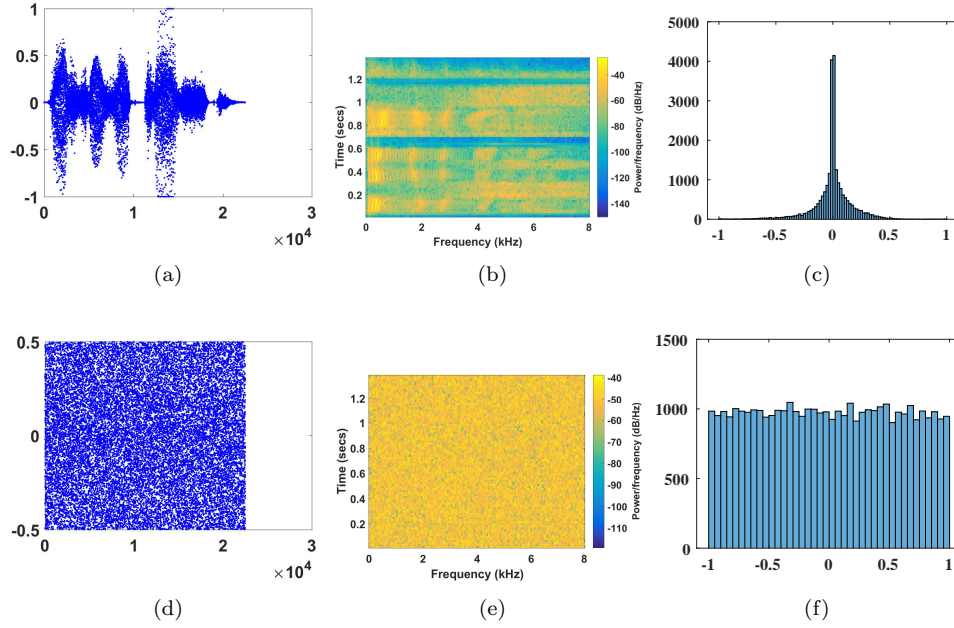 1
0.5
0
-0.5
-1
0 1 2 3
×10⁴
(a)
Time (secs)
1.2
1
0.8
0.6
0.4
0.2
0 2 4 6 8
Frequency (kHz)
-40
-60
-80
-100
-120
-140
Power/frequency (dB/Hz)
(b)
5000
4000
3000
2000
1000
0
-1 -0.5 0 0.5 1
(c)
0.5
0
-0.5
0 1 2 3
×10⁴
(d)
Time (secs)
1.2
1
0.8
0.6
0.4
0.2
0 2 4 6 8
Frequency (kHz)
-40
-50
-60
-70
-80
-90
-100
-110
Power/frequency (dB/Hz)
(e)
1500
1000
500
0
-1 -0.5 0 0.5 1
(f)